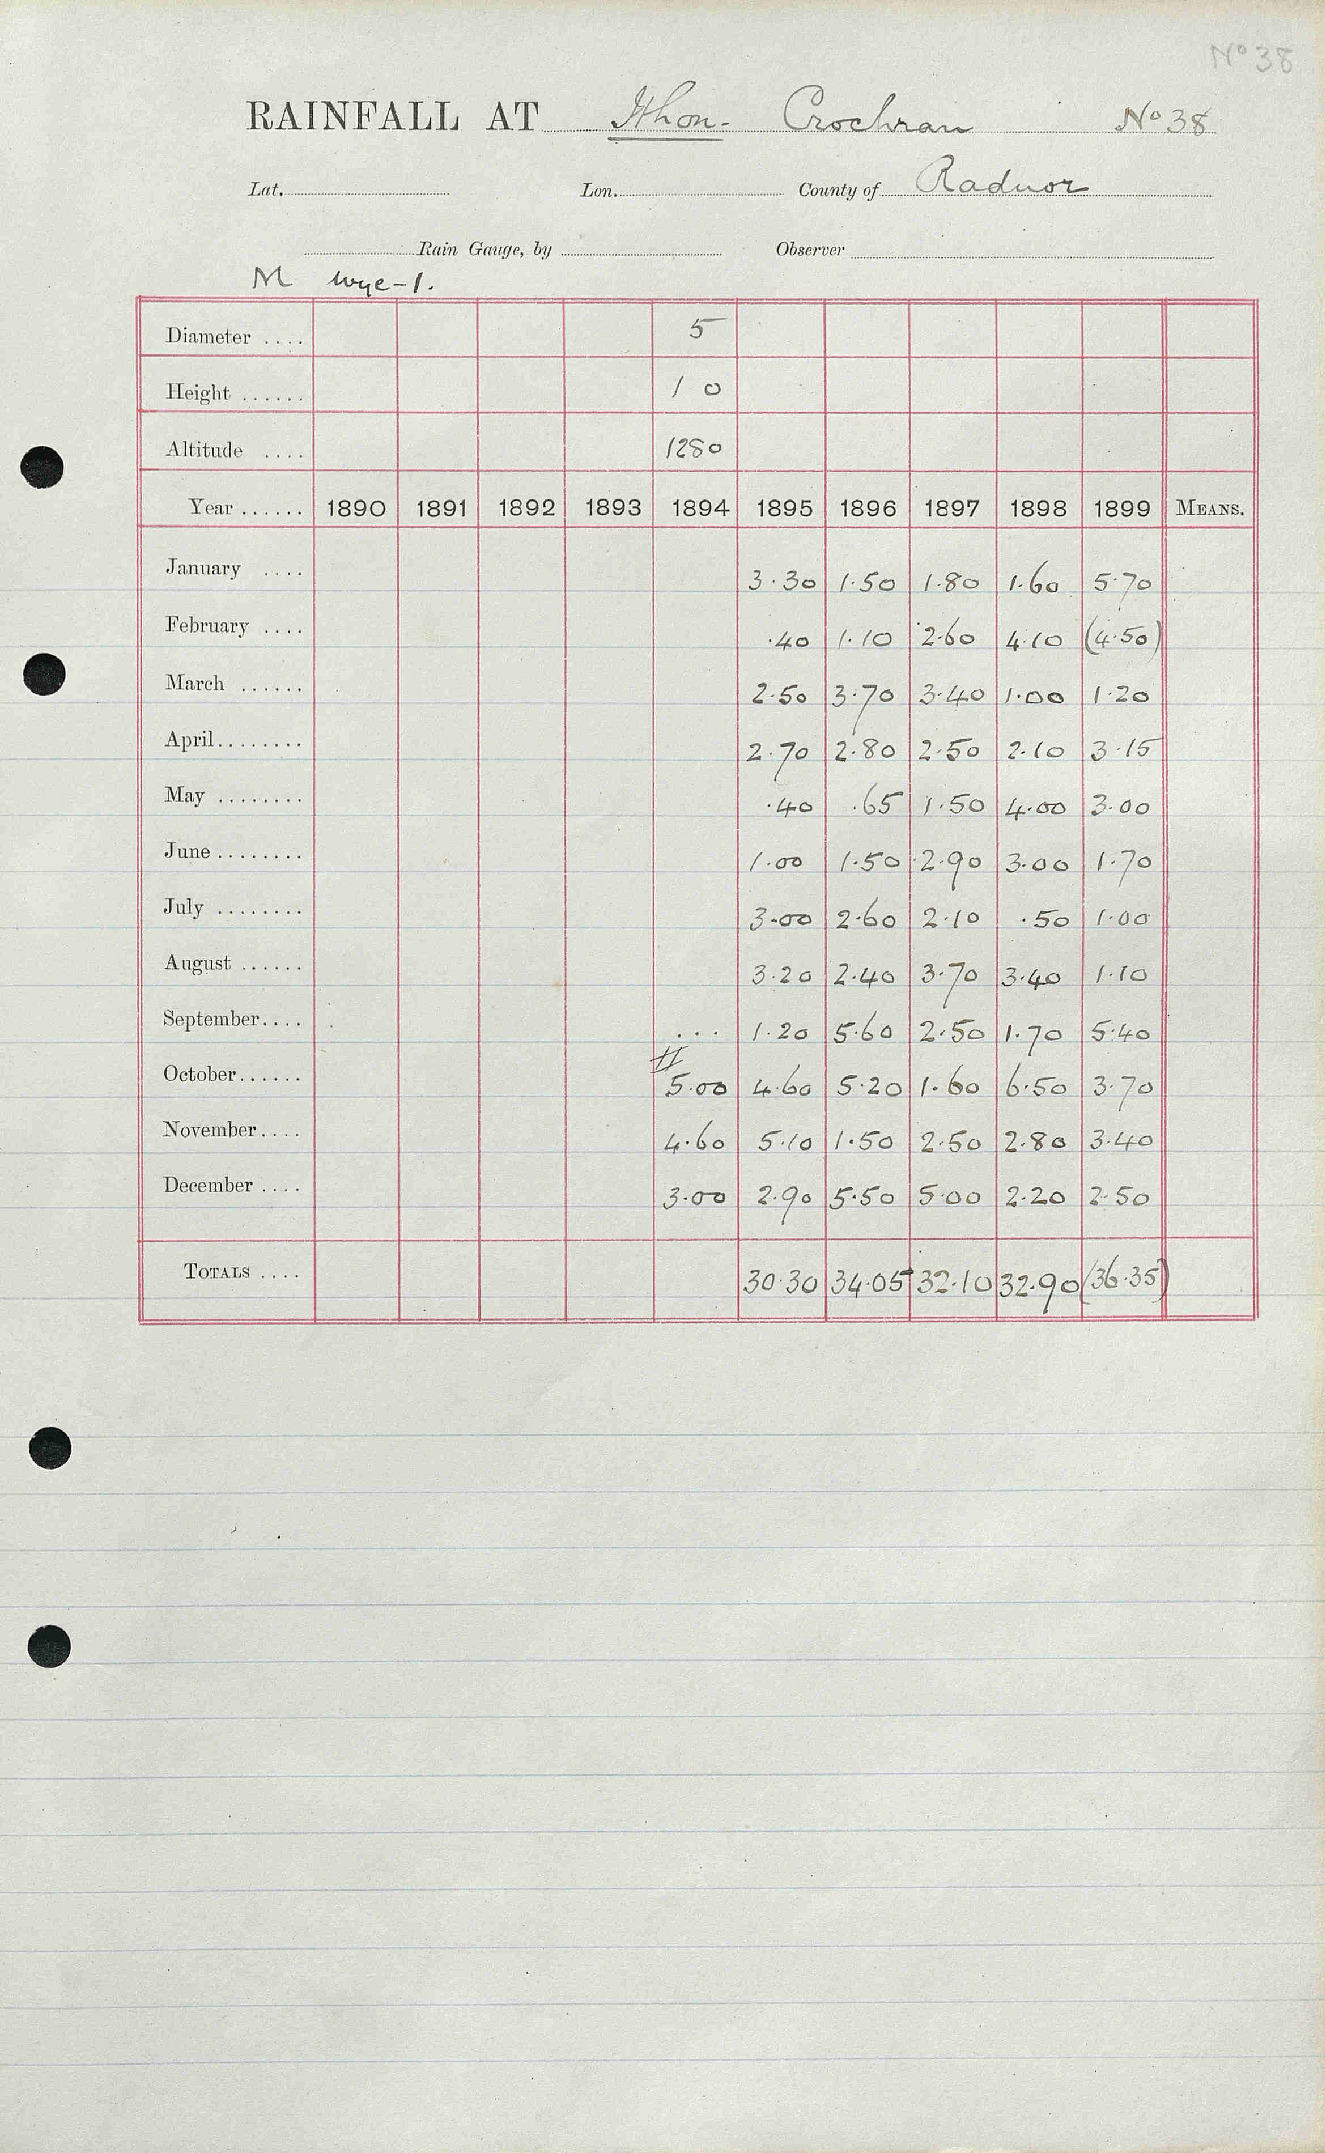 No 38
RAINFALL AT Ithon- Crochran No 38
Lat. Lon. County of Radnor
Rain Gauge, by Observer
M Wye-1.
Diameter .... 5
Height ...... 1 0
Altitude .... 1280
Year ...... 1890 1891 1892 1893 1894 1895 1896 1897 1898 1899 MEANS.
January .... 3.30 1.50 1.80 1.60 5.70
February .... .40 1.10 2.60 4.10 (4.50)
March ...... 2.50 3.70 3.40 1.00 1.20
April........ 2.70 2.80 2.50 2.10 3.15
May ........ .40 .65 1.50 4.00 3.00
June........ 1.00 1.50 2.90 3.00 1.70
July ........ 3.00 2.60 2.10 .50 1.00
August ...... 3.20 2.40 3.70 3.40 1.10
September.... ... 1.20 5.60 2.50 1.70 5.40
October...... 5.00 4.60 5.20 1.60 6.50 3.70
November.... 4.60 5.10 1.50 2.50 2.80 3.40
December .... 3.00 2.90 5.50 5.00 2.20 2.50
TOTALS .... 30.30 34.05 32.10 32.90 (36.35)